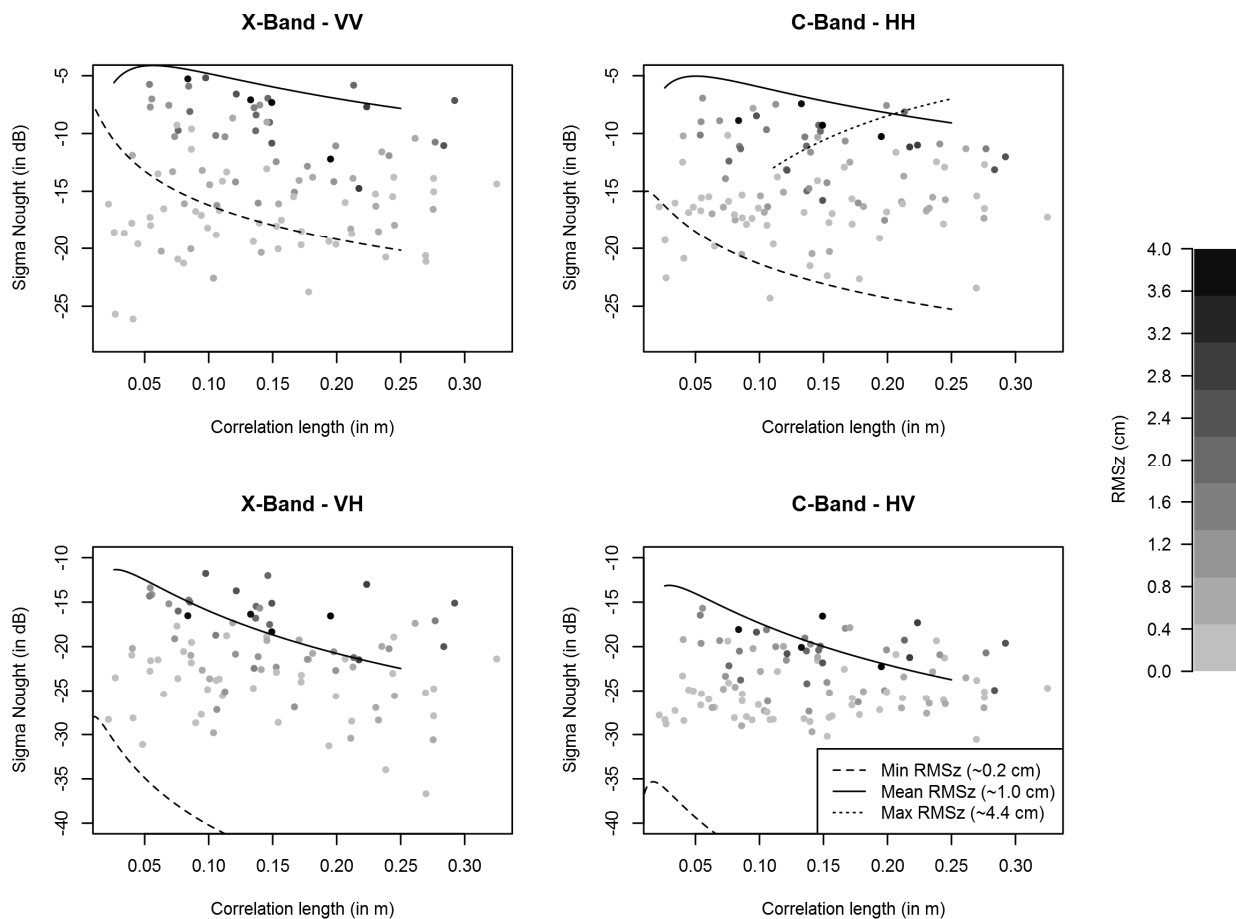 X-Band - VV
Sigma Nought (in dB)
-5
-10
-15
-20
-25
0.05 0.10 0.15 0.20 0.25 0.30
Correlation length (in m)
C-Band - HH
Sigma Nought (in dB)
-5
-10
-15
-20
-25
0.05 0.10 0.15 0.20 0.25 0.30
Correlation length (in m)
X-Band - VH
Sigma Nought (in dB)
-10
-15
-20
-25
-30
-35
-40
0.05 0.10 0.15 0.20 0.25 0.30
Correlation length (in m)
C-Band - HV
Sigma Nought (in dB)
-10
-15
-20
-25
-30
-35
-40
0.05 0.10 0.15 0.20 0.25 0.30
Correlation length (in m)
Min RMSz (~0.2 cm)
Mean RMSz (~1.0 cm)
Max RMSz (~4.4 cm)
RMSz (cm)
4.0
3.6
3.2
2.8
2.4
2.0
1.6
1.2
0.8
0.4
0.0